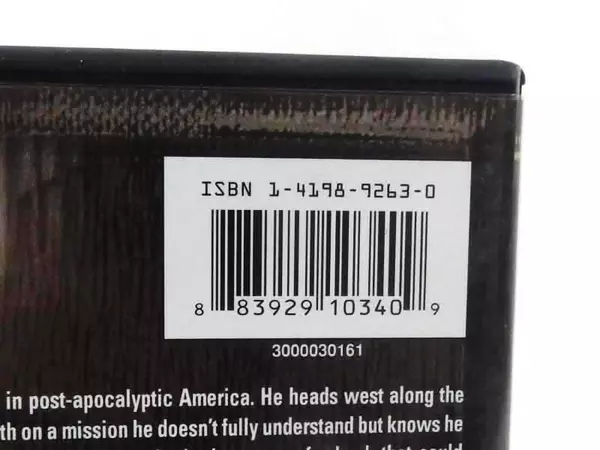 ISBN 1-4198-9263-0
8 83929 10340 9
3000030161
in post-apocalyptic America. He heads west along the
th on a mission he doesn't fully understand but knows he